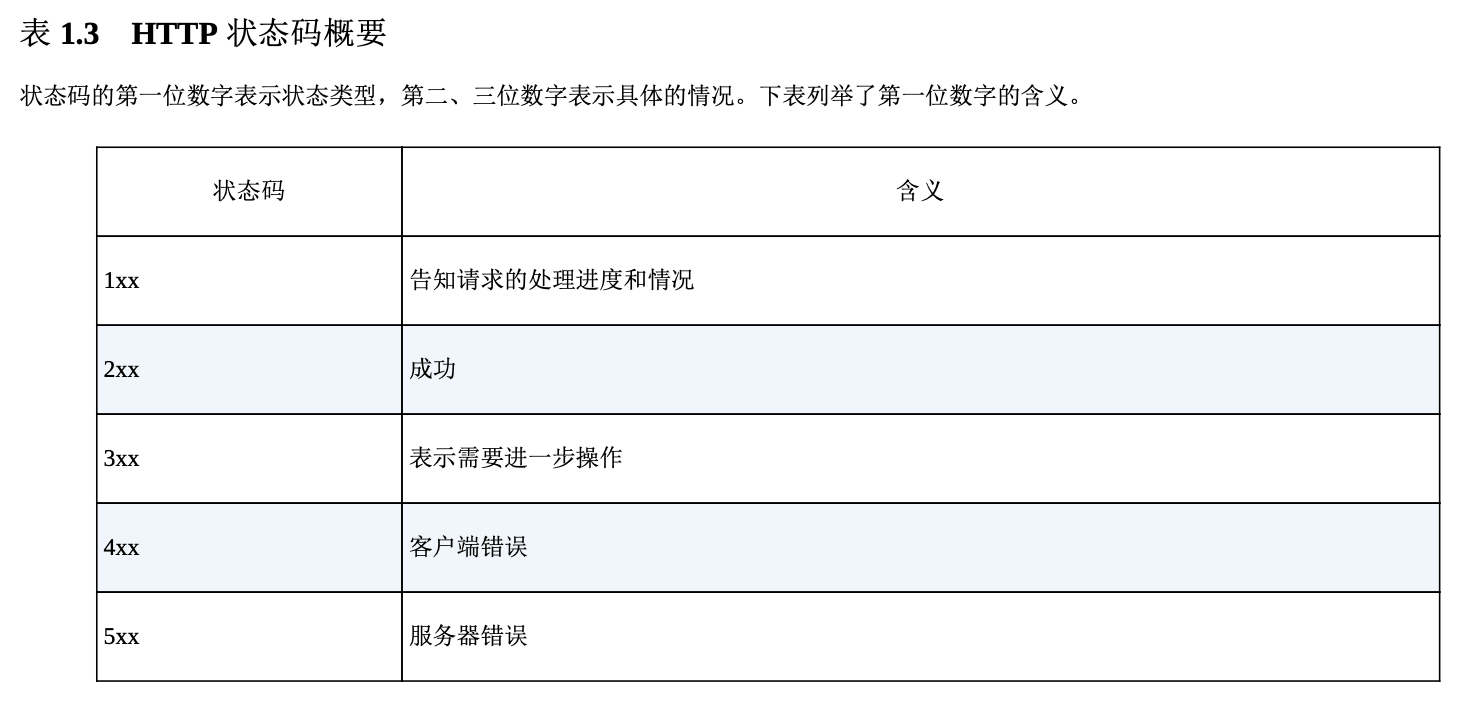 表 1.3 HTTP 状态码概要
状态码的第一位数字表示状态类型，第二、三位数字表示具体的情况。下表列举了第一位数字的含义。
状态码 含义
1xx 告知请求的处理进度和情况
2xx 成功
3xx 表示需要进一步操作
4xx 客户端错误
5xx 服务器错误